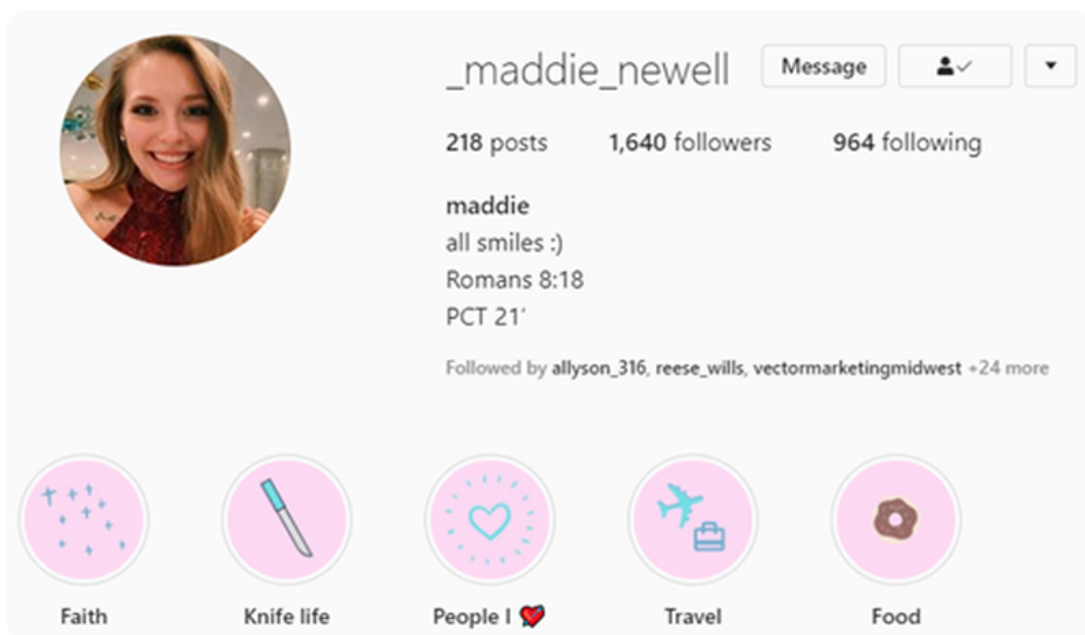 _maddie_newell Message
218 posts 1,640 followers 964 following
maddie
all smiles :)
Romans 8:18
PCT 21´
Followed by allyson_316, reese_wills, vectormarketingmidwest +24 more
Faith Knife life People I 💘 Travel Food